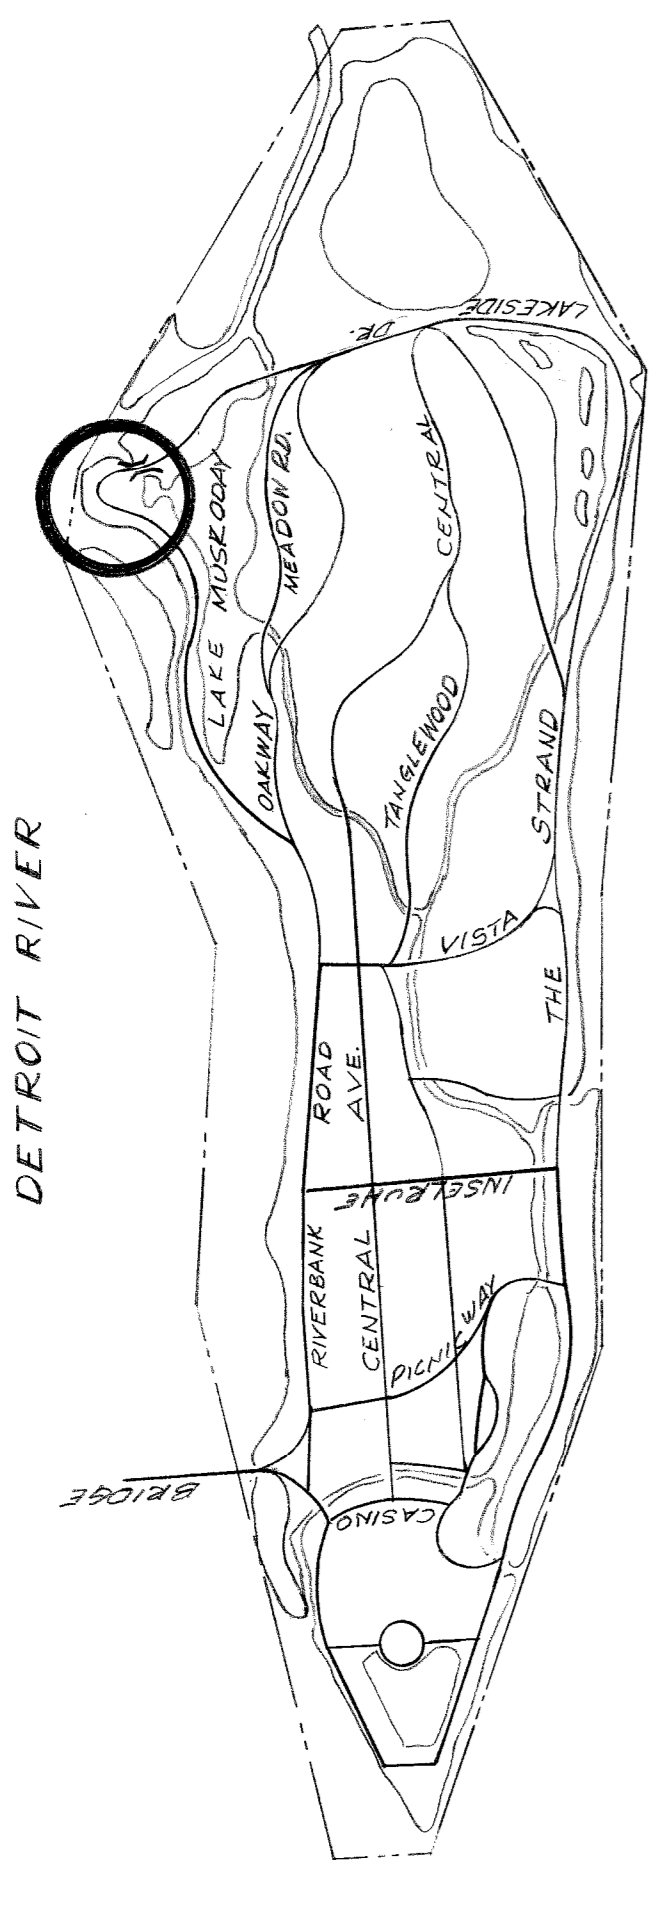 LAKESIDE
DR.
CENTRAL
MEADOW RD.
LAKE MUSKODAY
OAKWAY
TANGLEWOOD
STRAND
VISTA
THE
DETROIT RIVER
ROAD
AVE.
INSELRUHE
RIVERBANK
CENTRAL
PICNIC WAY
BRIDGE
CASINO